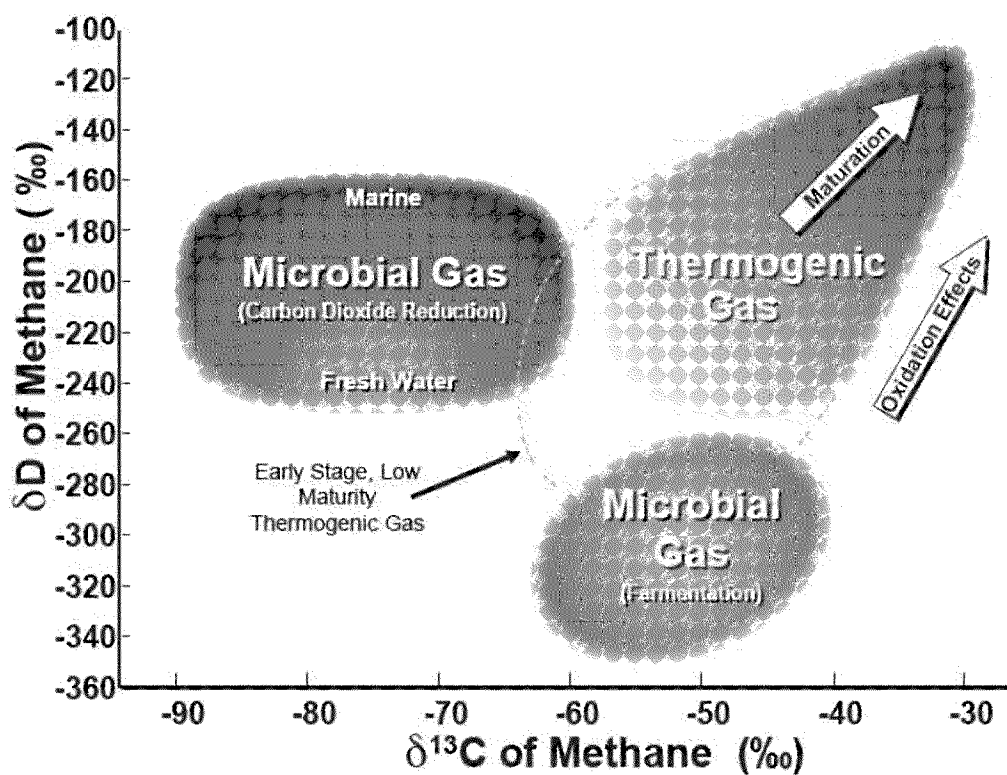 -100
-120
-140
-160
-180
-200
-220
-240
-260
-280
-300
-320
-340
-360
δD of Methane (‰)
Marine
Microbial Gas
(Carbon Dioxide Reduction)
Fresh Water
Maturation
Thermogenic
Gas
Oxidation Effects
Early Stage, Low
Maturity
Thermogenic Gas
Microbial
Gas
(Farmentation)
-90
-80
-70
-60
-50
-40
-30
δ¹³C of Methane (‰)